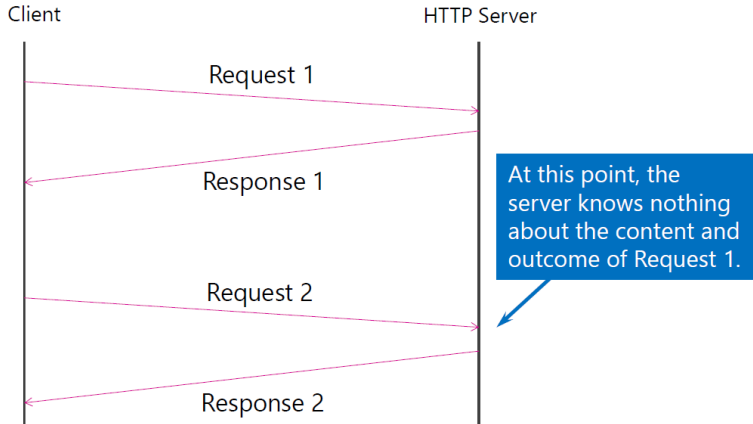 Client
HTTP Server
Request 1
Response 1
At this point, the
server knows nothing
about the content and
outcome of Request 1.
Request 2
Response 2